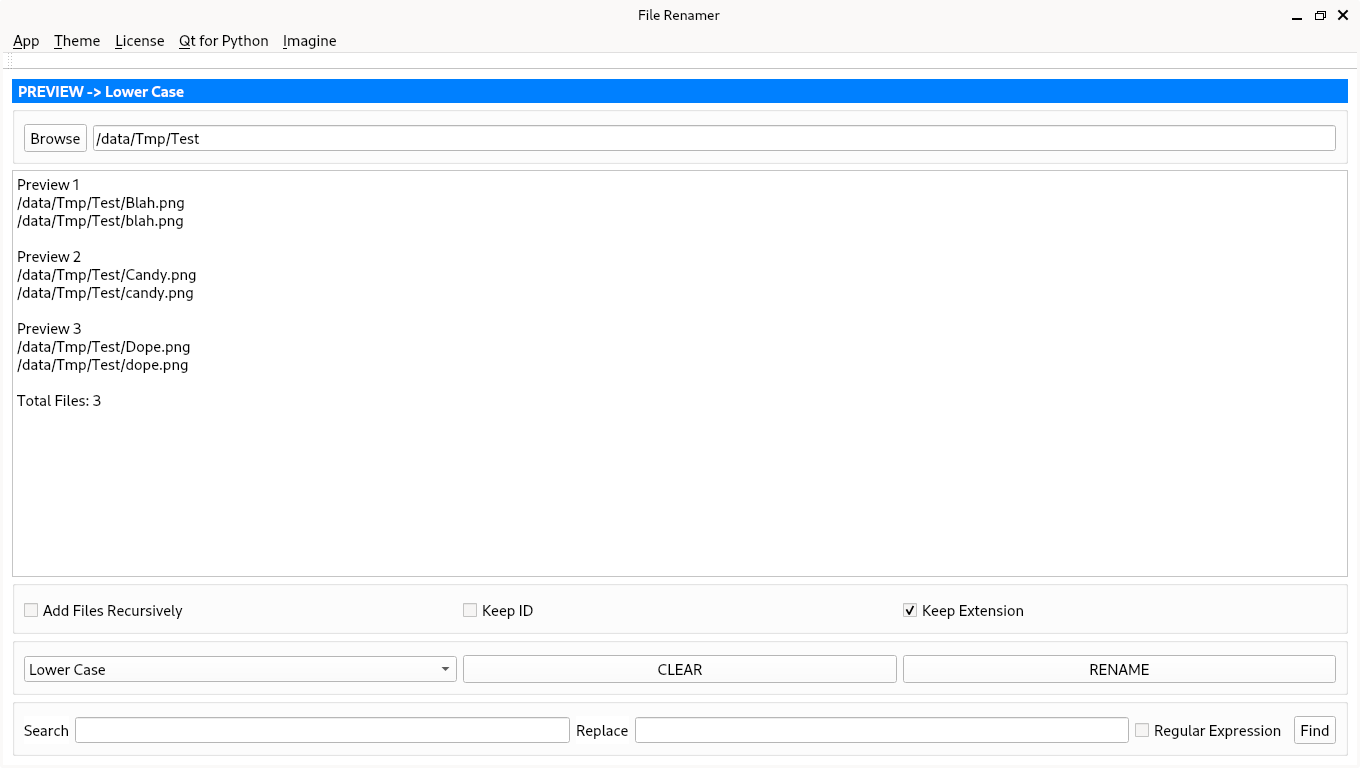 File Renamer
App Theme License Qt for Python Imagine
PREVIEW -> Lower Case
Browse /data/Tmp/Test
Preview 1
/data/Tmp/Test/Blah.png
/data/Tmp/Test/blah.png
Preview 2
/data/Tmp/Test/Candy.png
/data/Tmp/Test/candy.png
Preview 3
/data/Tmp/Test/Dope.png
/data/Tmp/Test/dope.png
Total Files: 3
Add Files Recursively Keep ID Keep Extension
Lower Case CLEAR RENAME
Search Replace Regular Expression Find